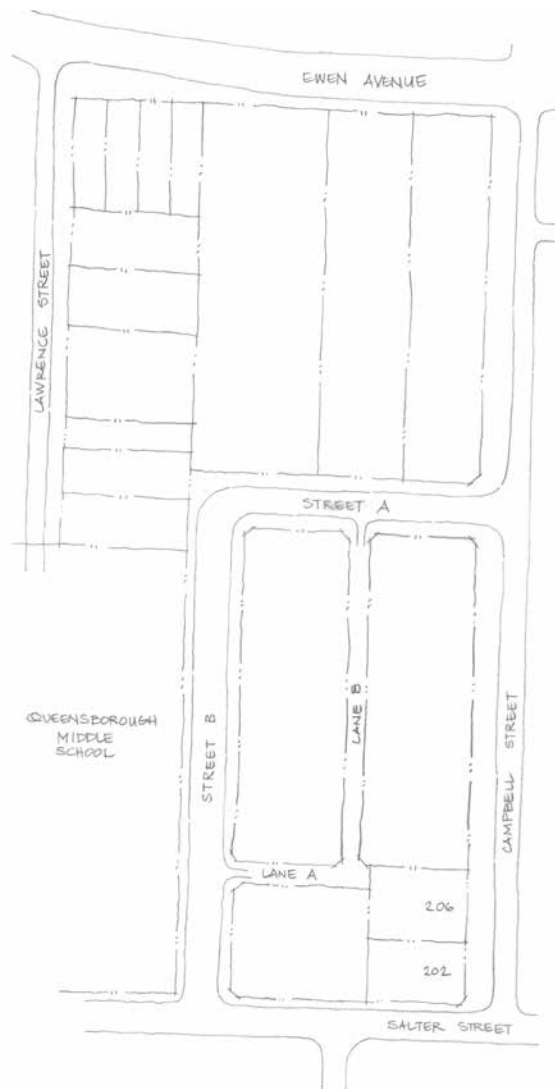 EWEN AVENUE
LAWRENCE STREET
STREET A
QUEENSBOROUGH
MIDDLE
SCHOOL
STREET B
LANE B
CAMPBELL STREET
LANE A
206
202
SALTER STREET